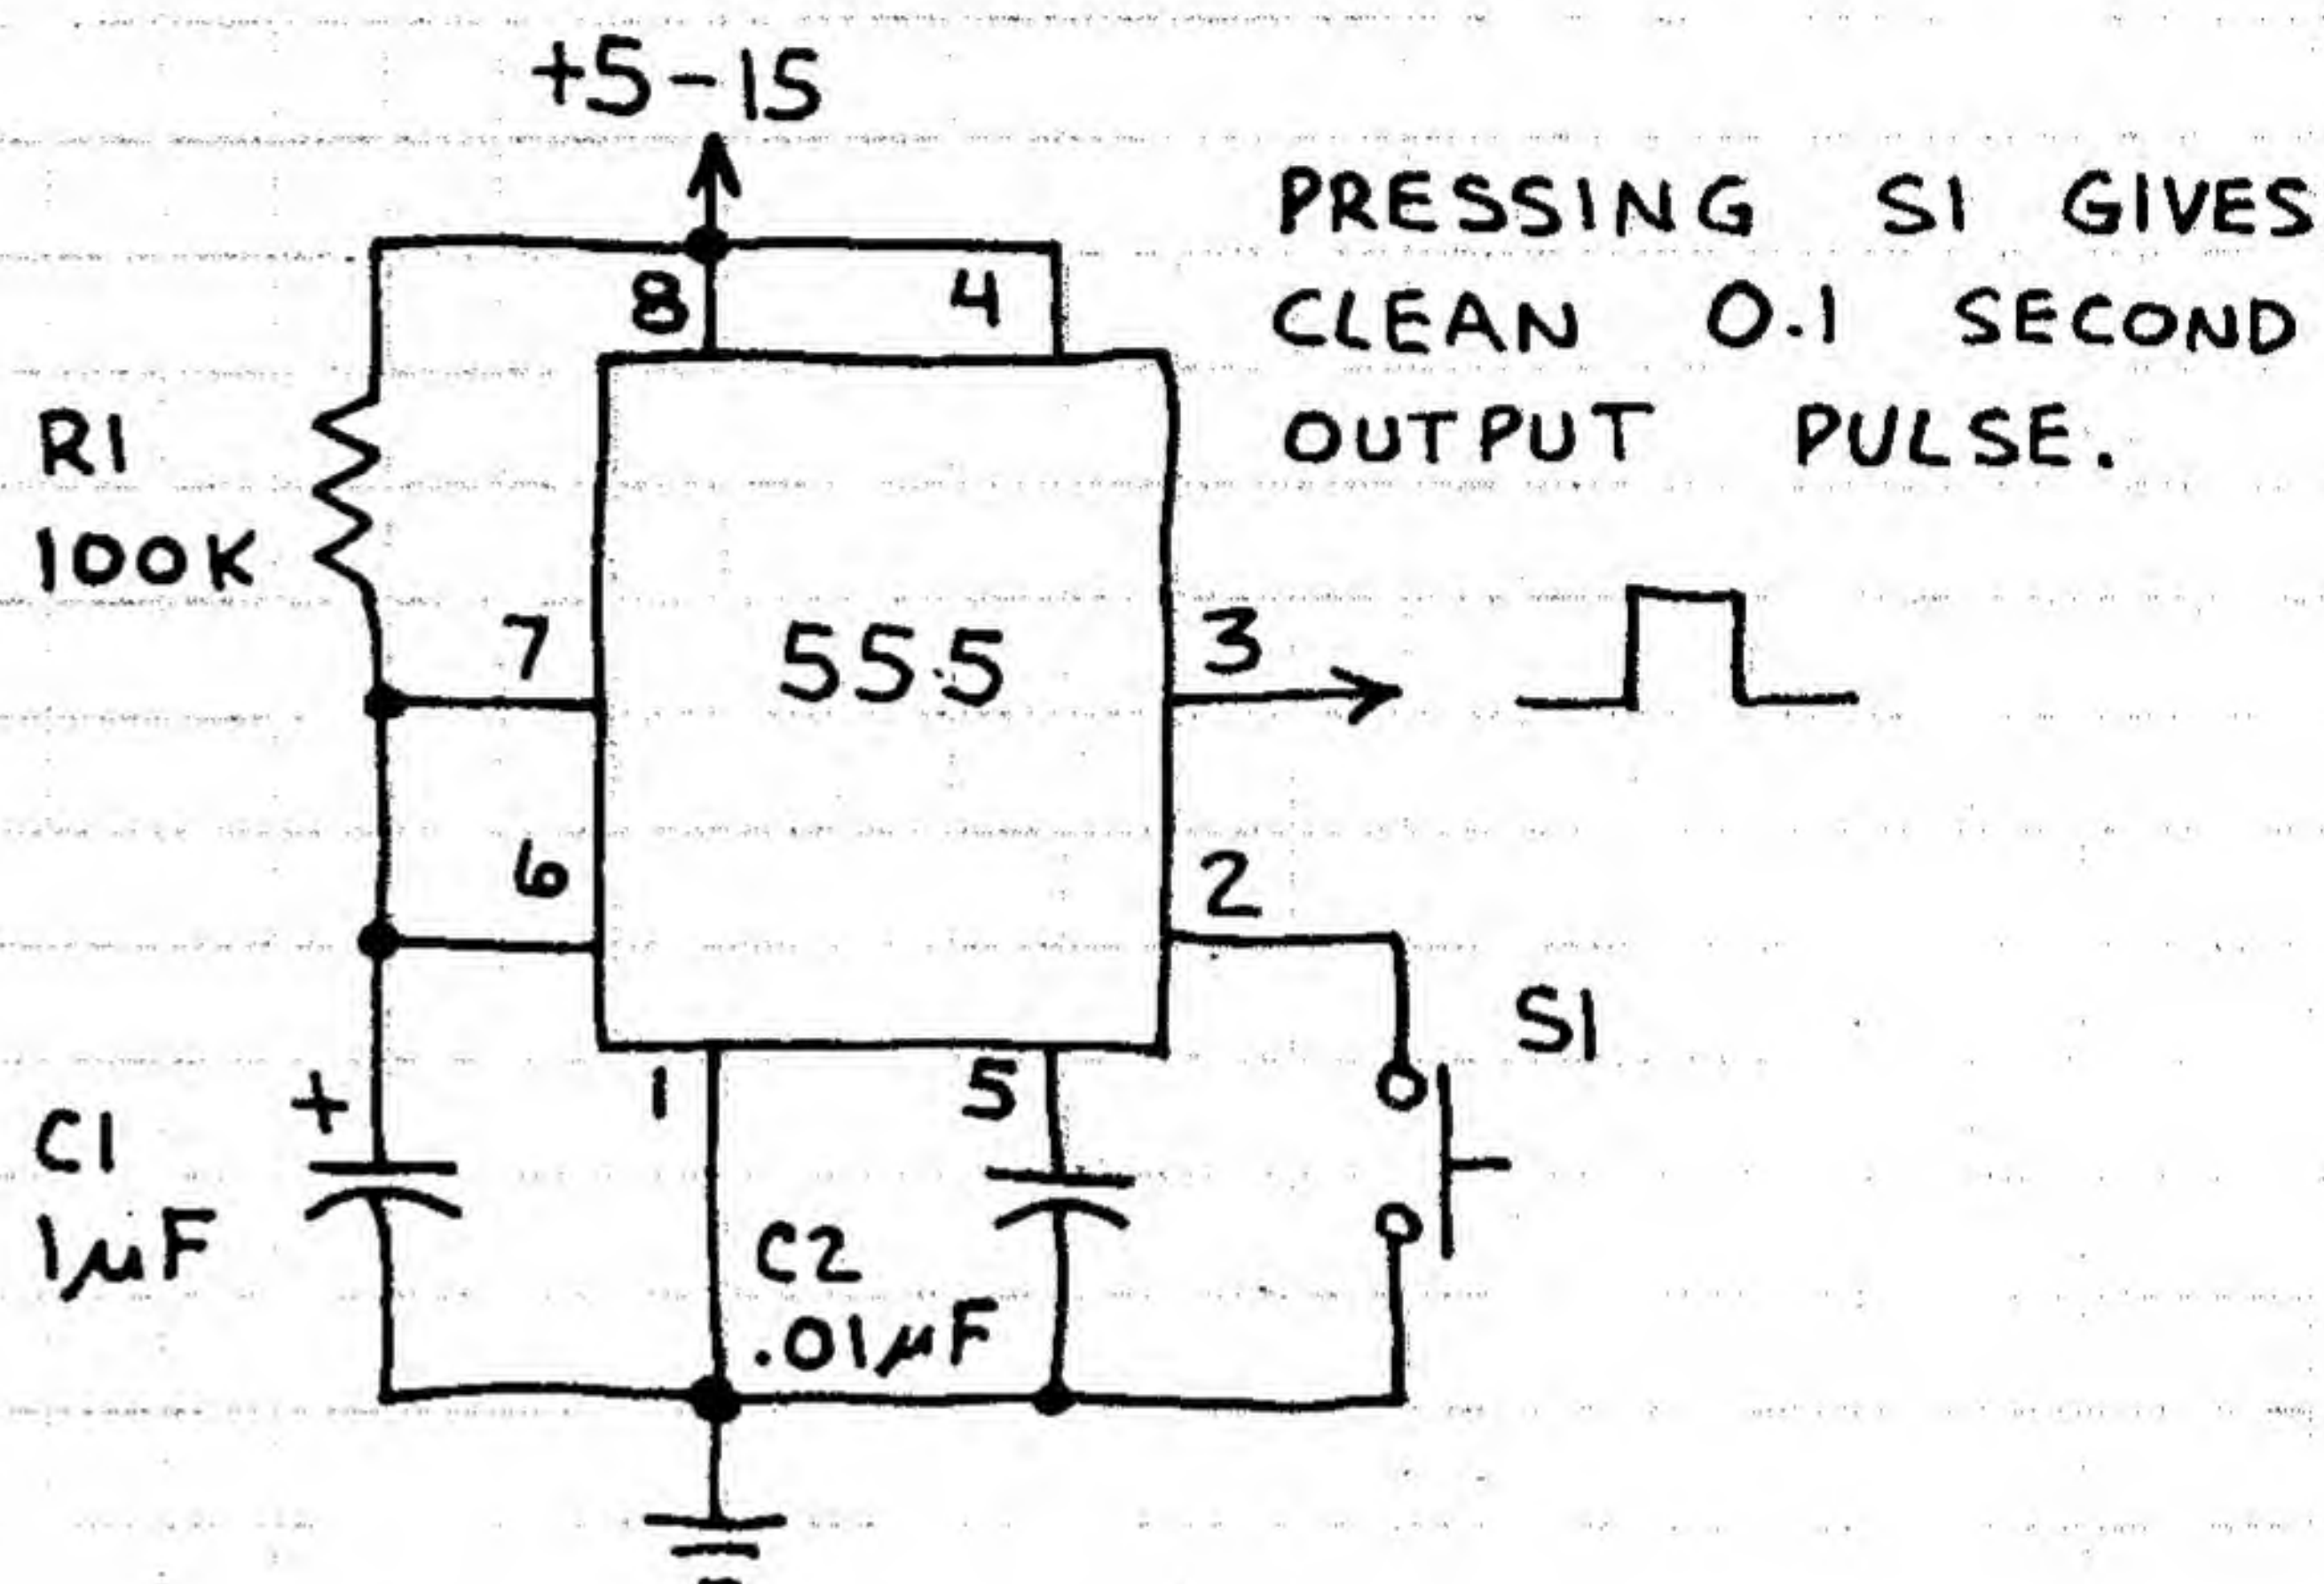 +5-15
PRESSING S1 GIVES
CLEAN 0.1 SECOND
OUTPUT PULSE.
8
4
R1
100K
7
555
3
6
2
S1
+
C1
1µF
1
5
C2
.01µF